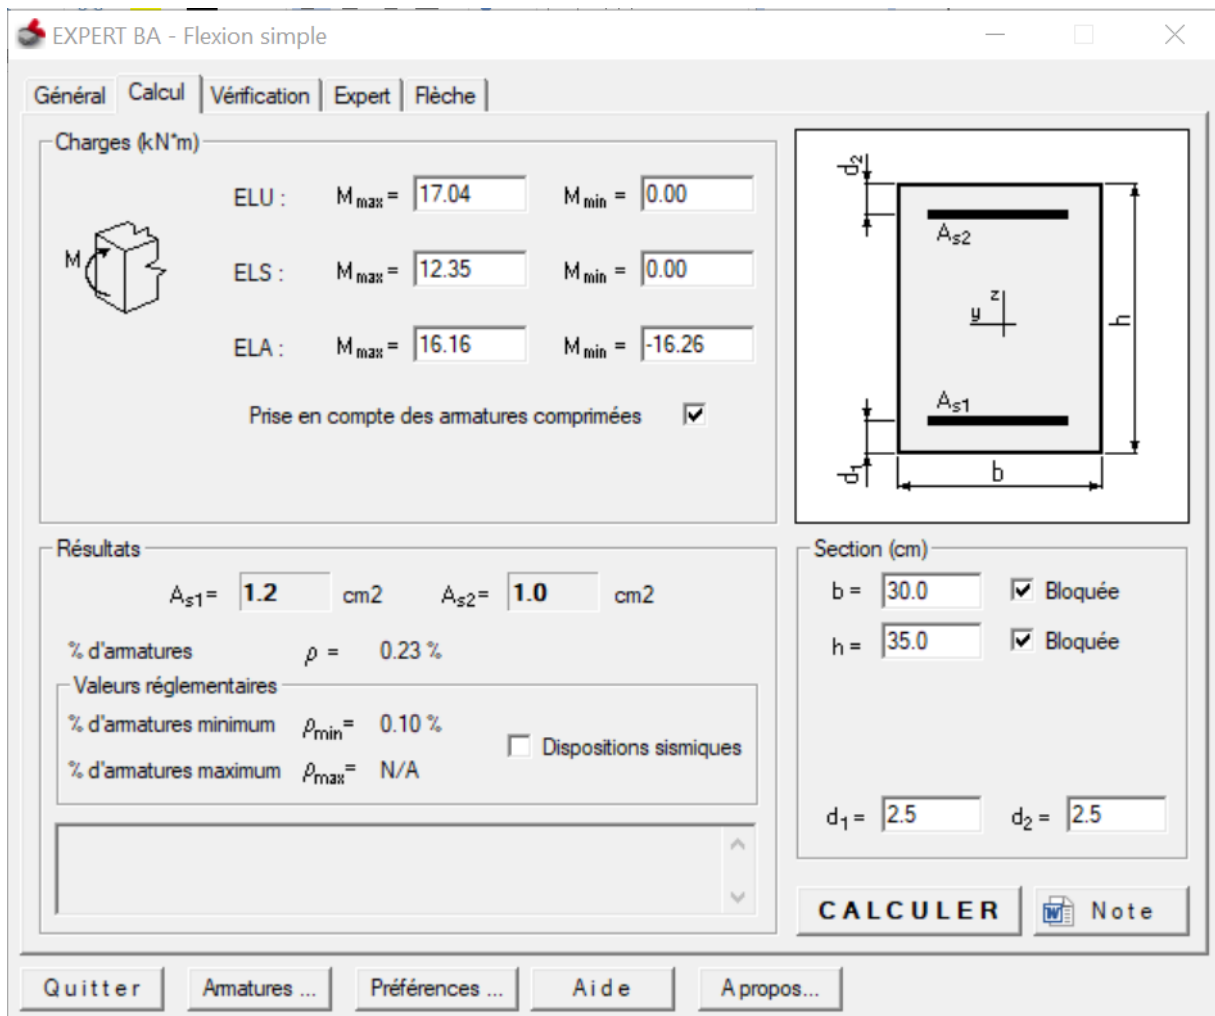 EXPERT BA - Flexion simple
Général Calcul Vérification Expert Flèche
Charges (kN*m)
ELU : M max = 17.04 M min = 0.00
ELS : M max = 12.35 M min = 0.00
ELA : M max = 16.16 M min = -16.26
Prise en compte des armatures comprimées
M
d2
As2
z
y
h
As1
d1
b
Résultats
As1= 1.2 cm2 As2= 1.0 cm2
% d'armatures ρ = 0.23 %
Valeurs réglementaires
% d'armatures minimum ρmin= 0.10 %
Dispositions sismiques
% d'armatures maximum ρmax= N/A
Section (cm)
b = 30.0 Bloquée
h = 35.0 Bloquée
d1 = 2.5 d2 = 2.5
CALCULER Note
Quitter Armatures ... Préférences ... Aide A propos...